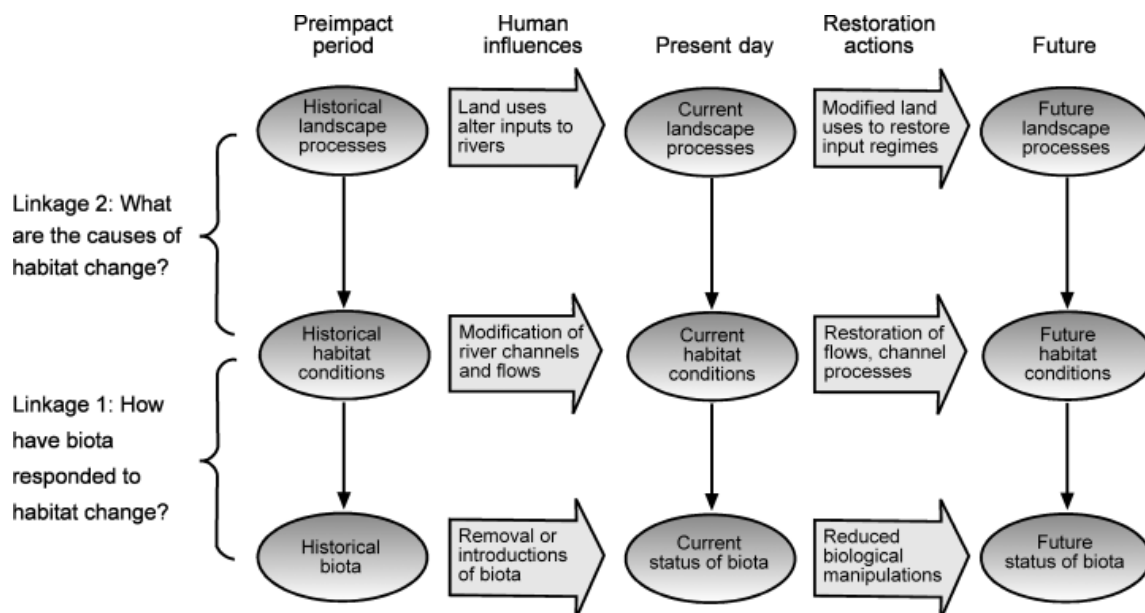 Preimpact
period
Human
influences
Present day
Restoration
actions
Future
Historical
landscape
processes
Land uses
alter inputs to
rivers
Current
landscape
processes
Modified land
uses to restore
input regimes
Future
landscape
processes
Linkage 2: What
are the causes of
habitat change?
Historical
habitat
conditions
Modification of
river channels
and flows
Current
habitat
conditions
Restoration of
flows, channel
processes
Future
habitat
conditions
Linkage 1: How
have biota
responded to
habitat change?
Historical
biota
Removal or
introductions
of biota
Current
status of biota
Reduced
biological
manipulations
Future
status of biota